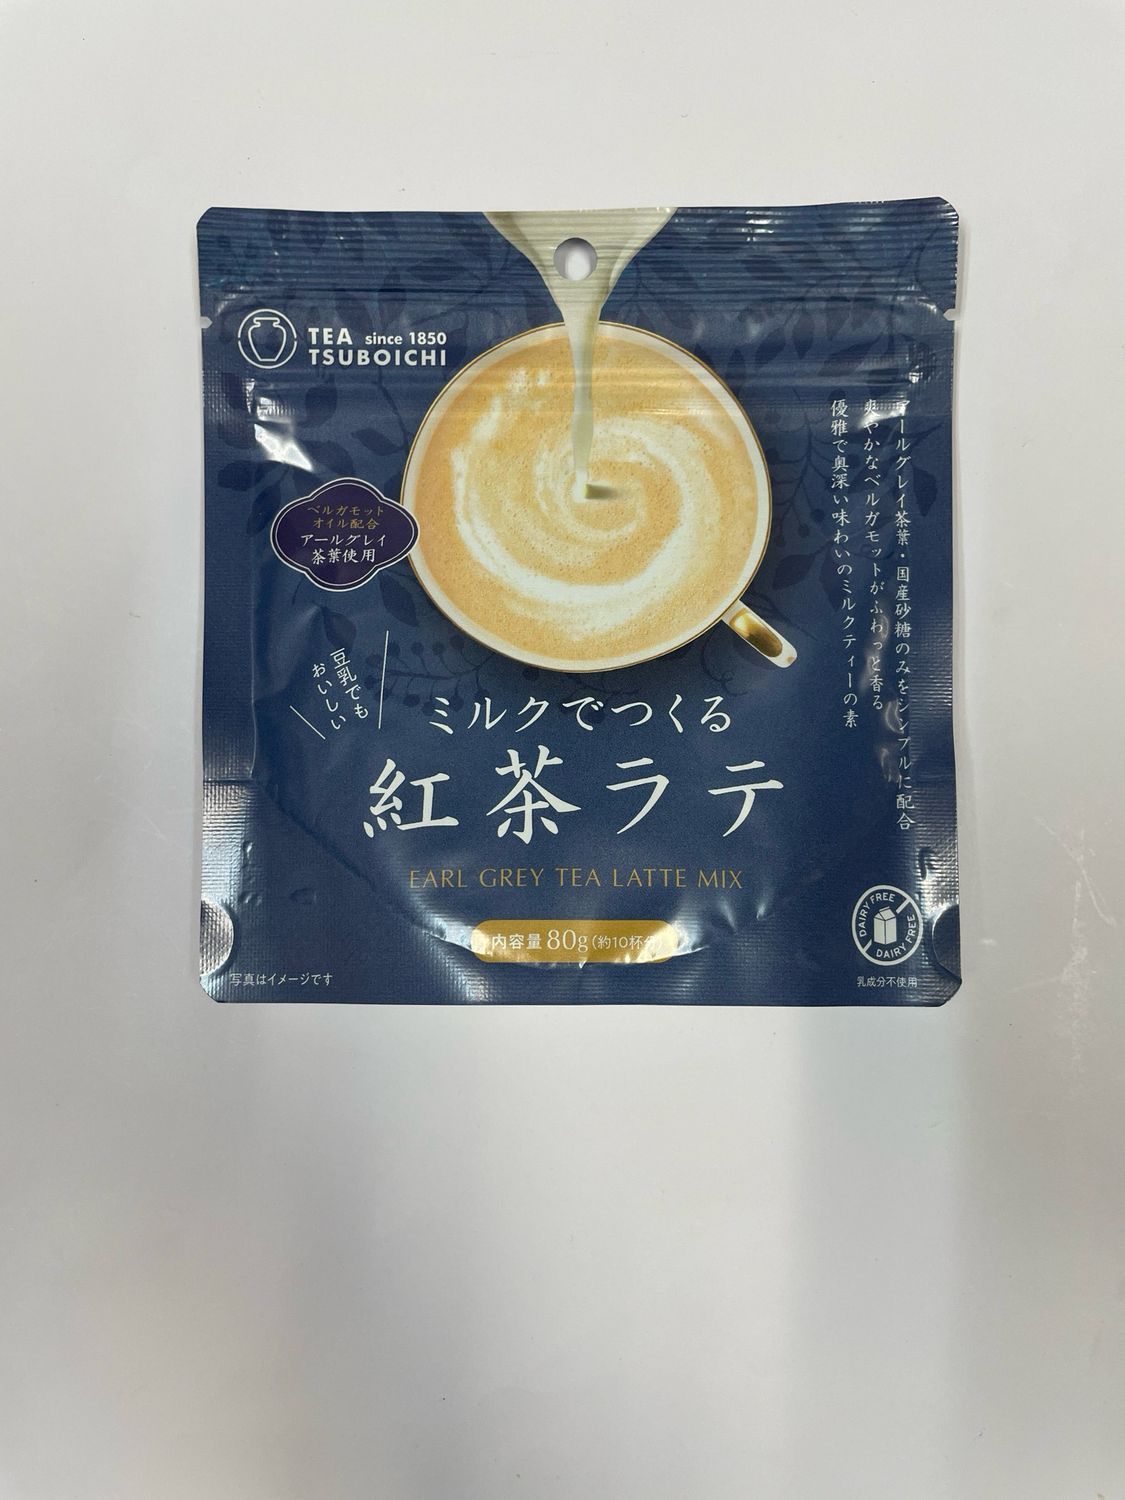 TEA since 1850
TSUBOICHI
アールグレイ茶葉・国産砂糖のみをシンプルに配合
爽やかなベルガモットがふわっと香る
優雅で奥深い味わいのミルクティーの素
ベルガモット
オイル配合
アールグレイ
茶葉使用
豆乳でも
おいしい
ミルクでつくる
紅茶ラテ
EARL GREY TEA LATTE MIX
内容量 80g(約10杯分)
DAIRY FREE
DAIRY FREE
乳成分不使用
写真はイメージです